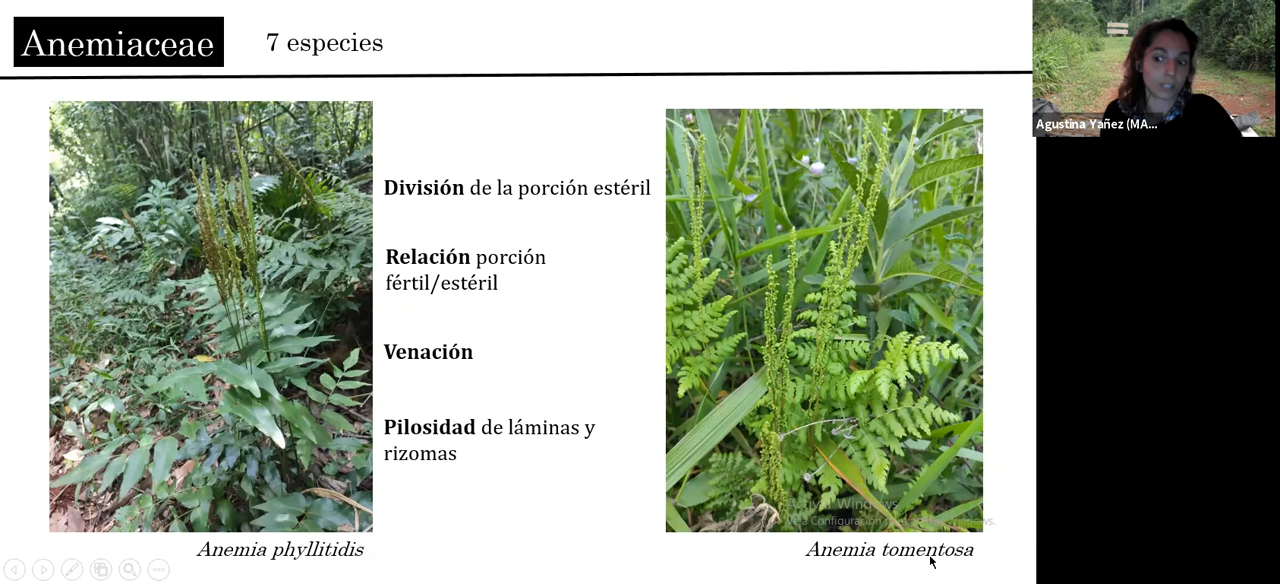 Anemiaceae
7 especies
Agustina Yañez (MA...
División de la porción estéril
Relación porción
fértil/estéril
Venación
Pilosidad de láminas y
rizomas
Anemia phyllitidis
Anemia tomentosa